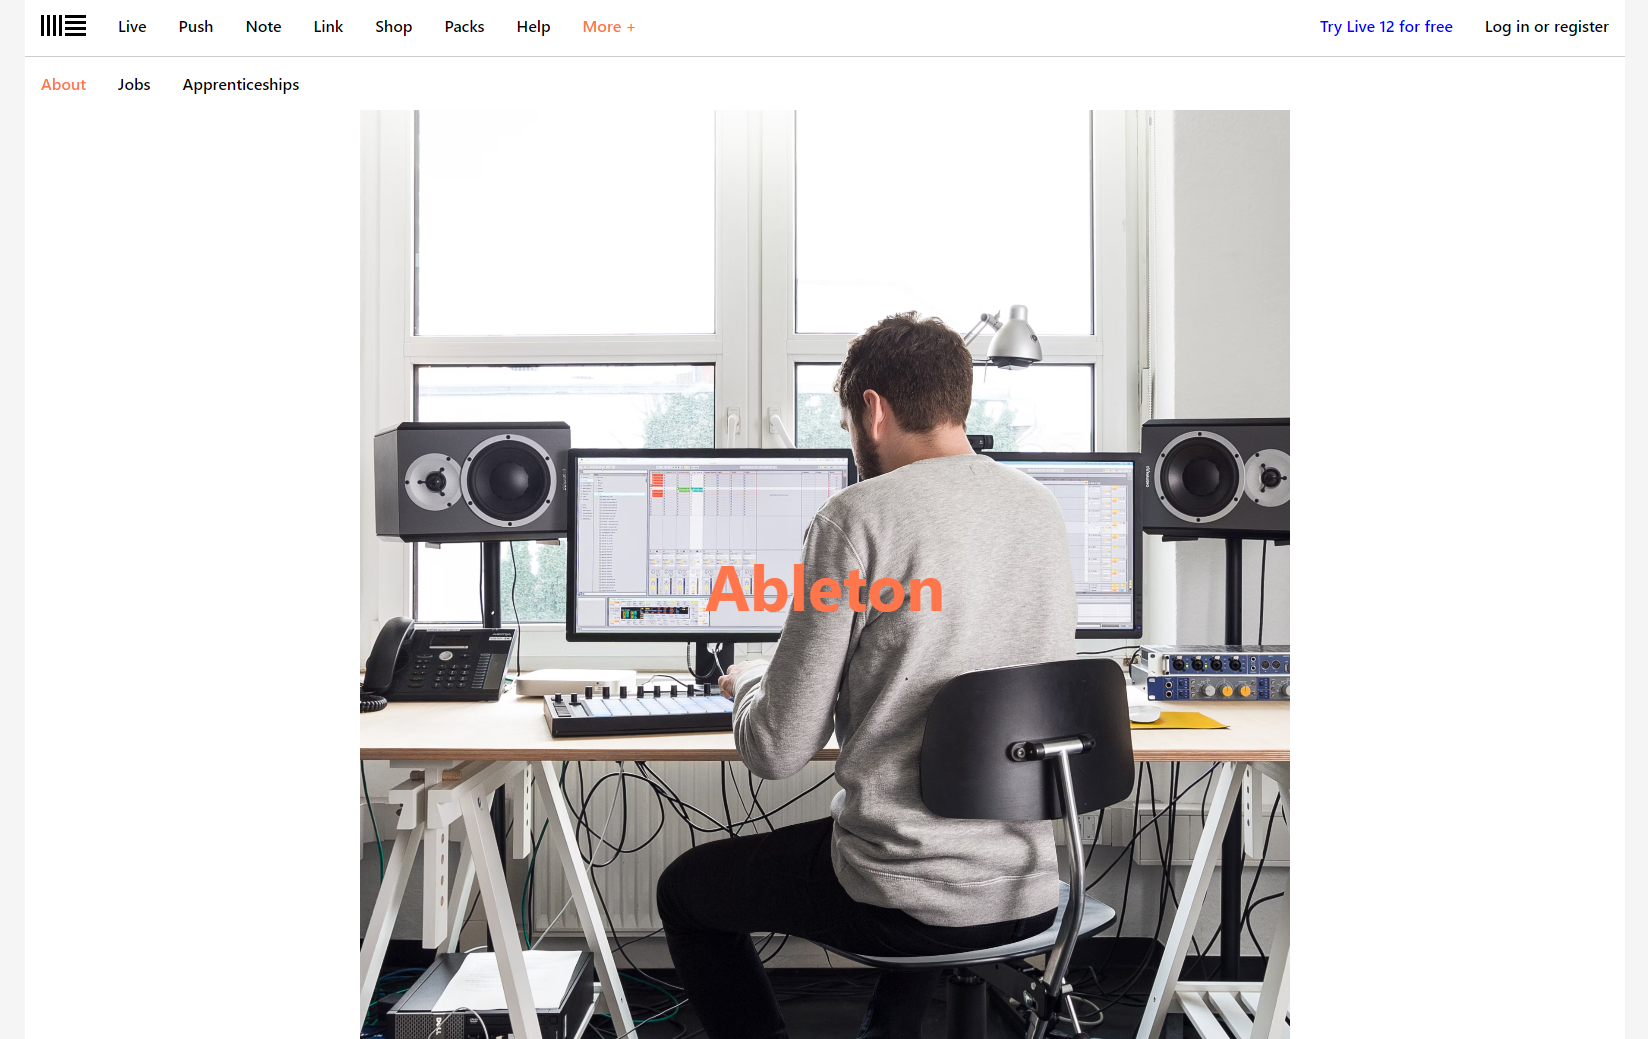 Live Push Note Link Shop Packs Help More + Try Live 12 for free Log in or register
About Jobs Apprenticeships
Ableton
DELL